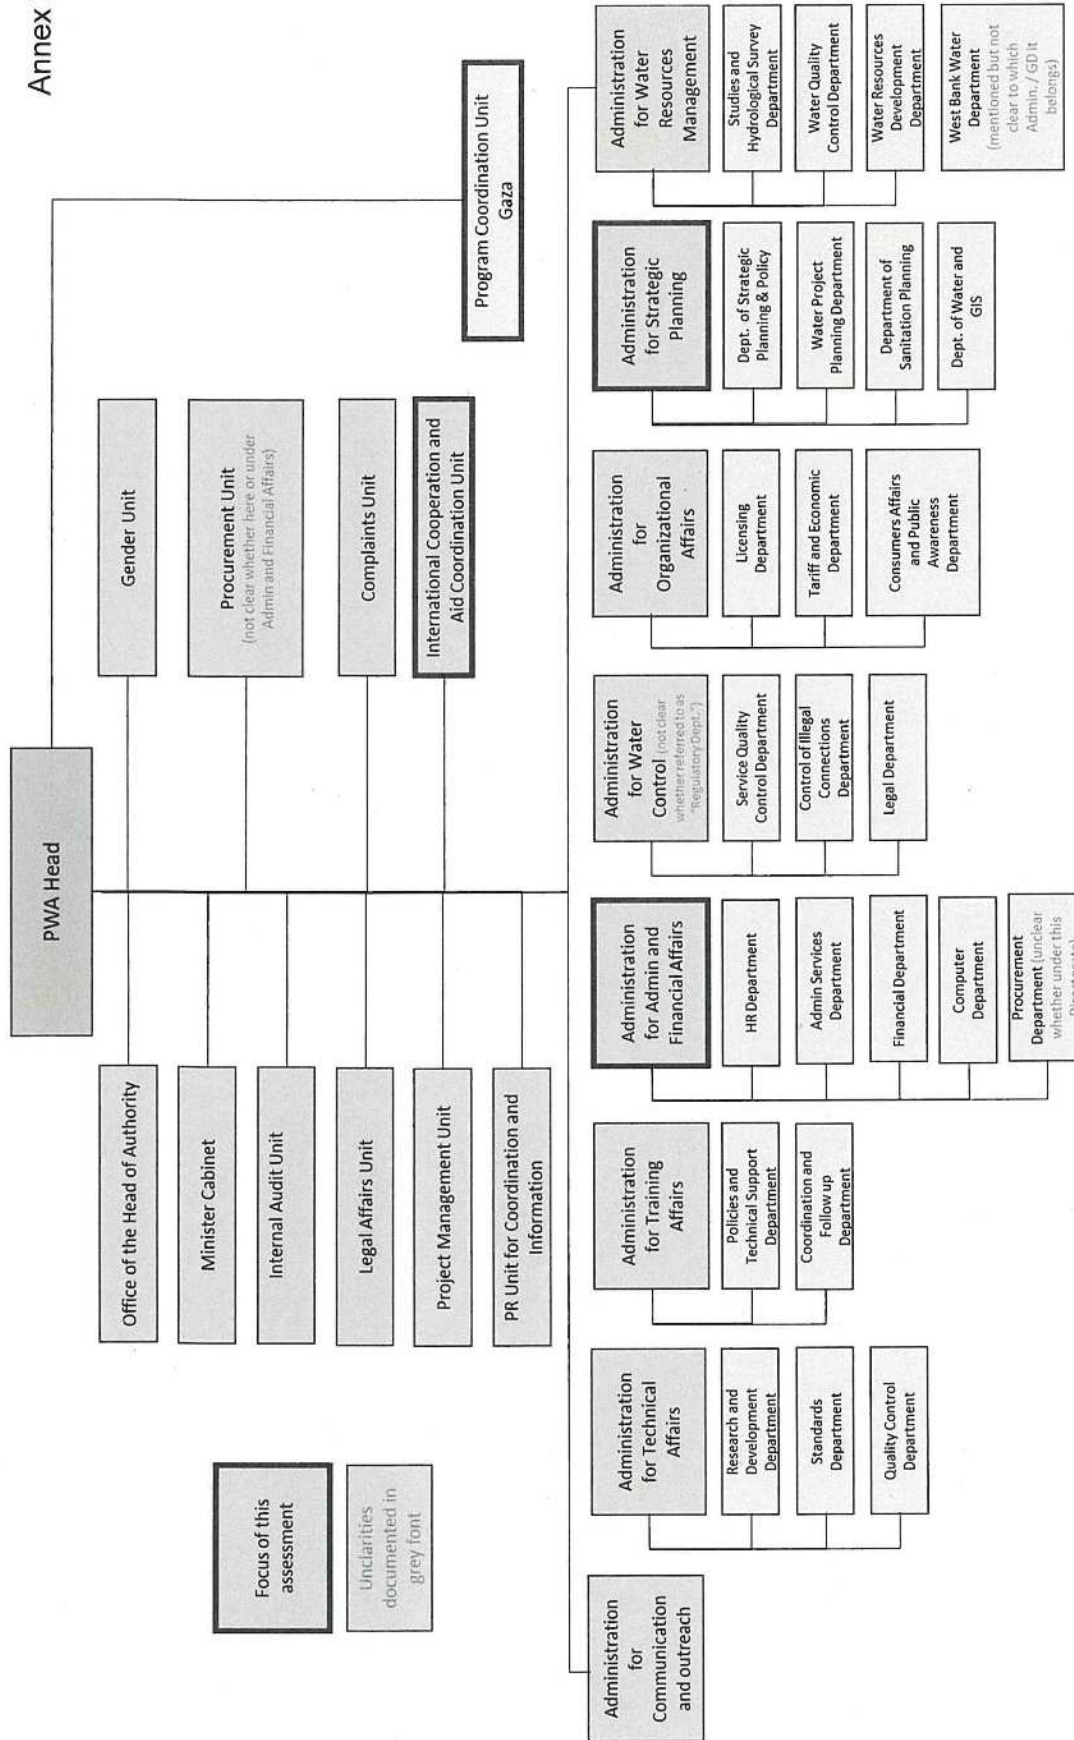 Annex
PWA Head
Office of the Head of Authority
Minister Cabinet
Internal Audit Unit
Legal Affairs Unit
Project Management Unit
PR Unit for Coordination and
Information
Gender Unit
Procurement Unit
(not clear whether here or under
Admin and Financial Affairs)
Complaints Unit
International Cooperation and
Aid Coordination Unit
Program Coordination Unit
Gaza
Focus of this
assessment
Unclarities
documented in
grey font
Administration
for
Communication
and outreach
Administration
for Technical
Affairs
Research and
Development
Department
Standards
Department
Quality Control
Department
Administration
for Training
Affairs
Policies and
Technical Support
Department
Coordination and
Follow up
Department
Administration
for Admin and
Financial Affairs
HR Department
Admin Services
Department
Financial Department
Computer
Department
Procurement
Department (unclear
whether under this
Directorate)
Administration
for Water
Control (not clear
whether referred to as
"Regulatory Dept.")
Service Quality
Control Department
Control of Illegal
Connections
Department
Legal Department
Administration
for
Organizational
Affairs
Licensing
Department
Tariff and Economic
Department
Consumers Affairs
and Public
Awareness
Department
Administration
for Strategic
Planning
Dept. of Strategic
Planning & Policy
Water Project
Planning Department
Department of
Sanitation Planning
Dept. of Water and
GIS
Administration
for Water
Resources
Management
Studies and
Hydrological Survey
Department
Water Quality
Control Department
Water Resources
Development
Department
West Bank Water
Department
(mentioned but not
clear to which
Admin./ GD it
belongs)